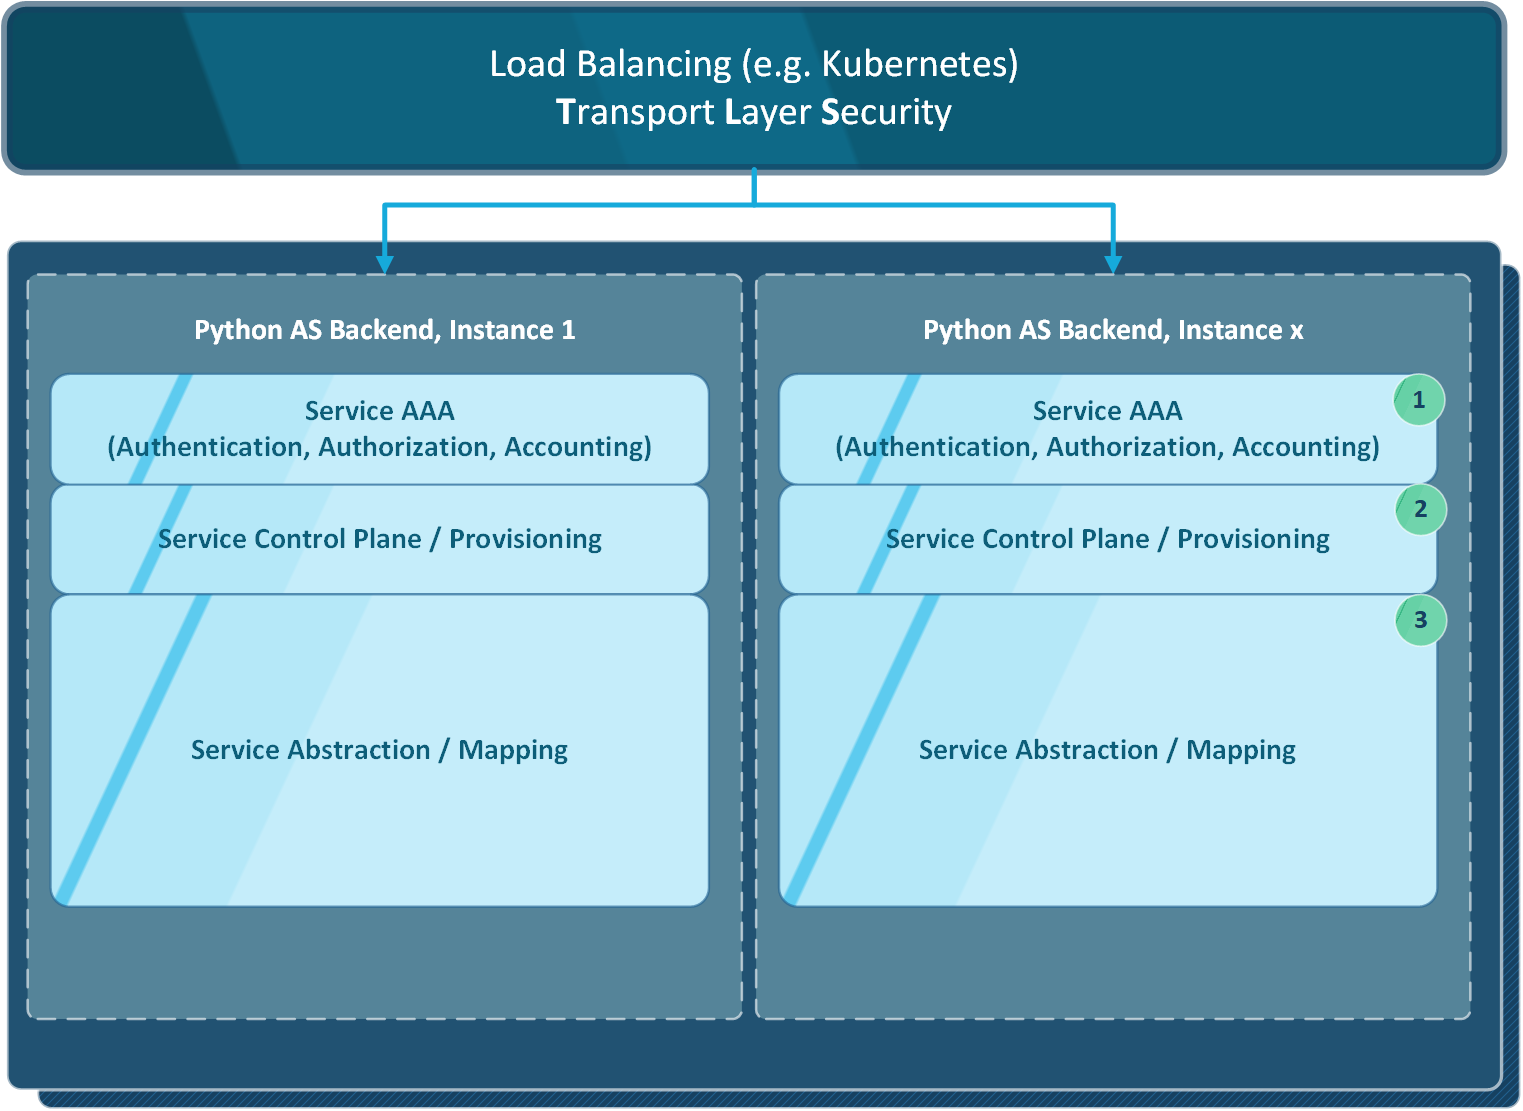 Load Balancing (e.g. Kubernetes)
Transport Layer Security
Python AS Backend, Instance 1
Service AAA
(Authentication, Authorization, Accounting)
Service Control Plane / Provisioning
Service Abstraction / Mapping
Python AS Backend, Instance x
1
Service AAA
(Authentication, Authorization, Accounting)
2
Service Control Plane / Provisioning
3
Service Abstraction / Mapping